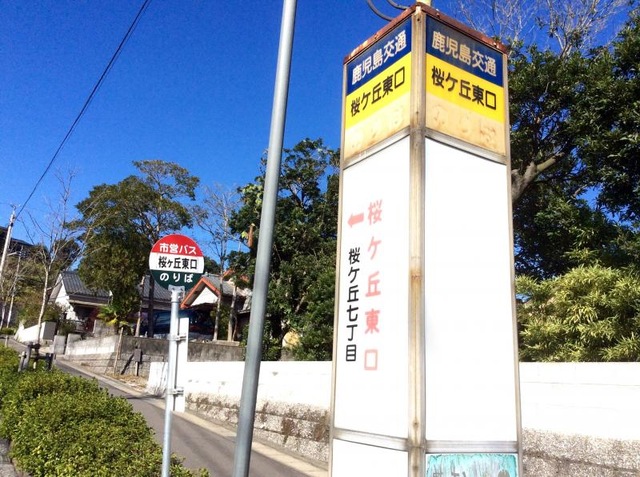 鹿児島交通
桜ケ丘東口
鹿児島交通
桜ケ丘東口
←桜ケ丘東口
桜ケ丘七丁目
市営バス
桜ヶ丘東口
のりば